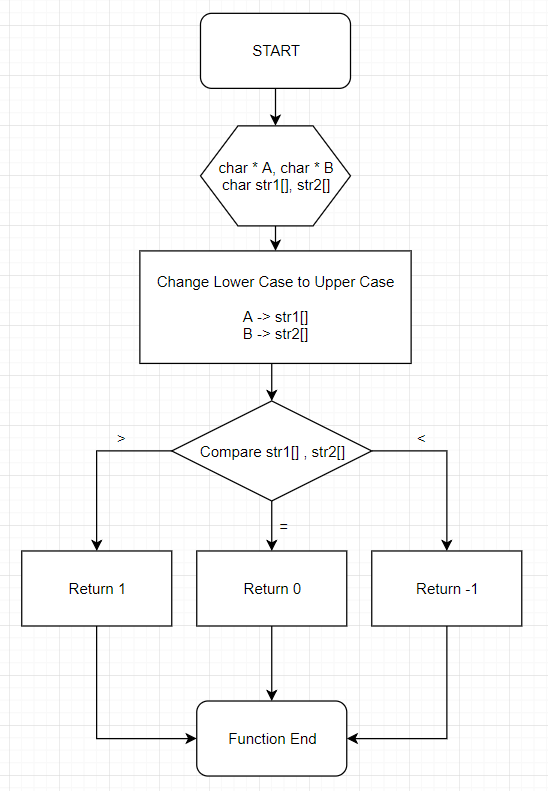 START
char * A, char * B
char str1[], str2[]
Change Lower Case to Upper Case
A -> str1[]
B -> str2[]
>
<
Compare str1[] , str2[]
=
Return 1
Return 0
Return -1
Function End